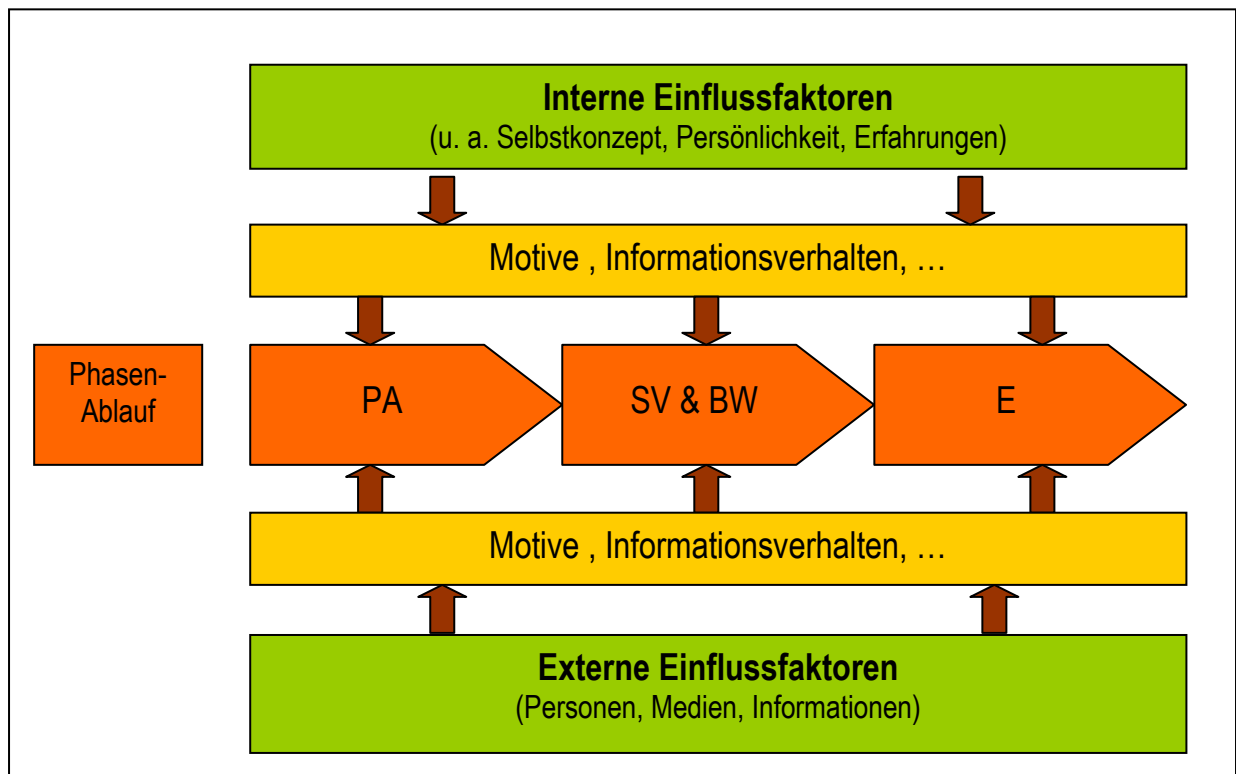 Interne Einflussfaktoren
(u. a. Selbstkonzept, Persönlichkeit, Erfahrungen)
Motive , Informationsverhalten, …
Phasen-
Ablauf
PA
SV & BW
E
Motive , Informationsverhalten, …
Externe Einflussfaktoren
(Personen, Medien, Informationen)